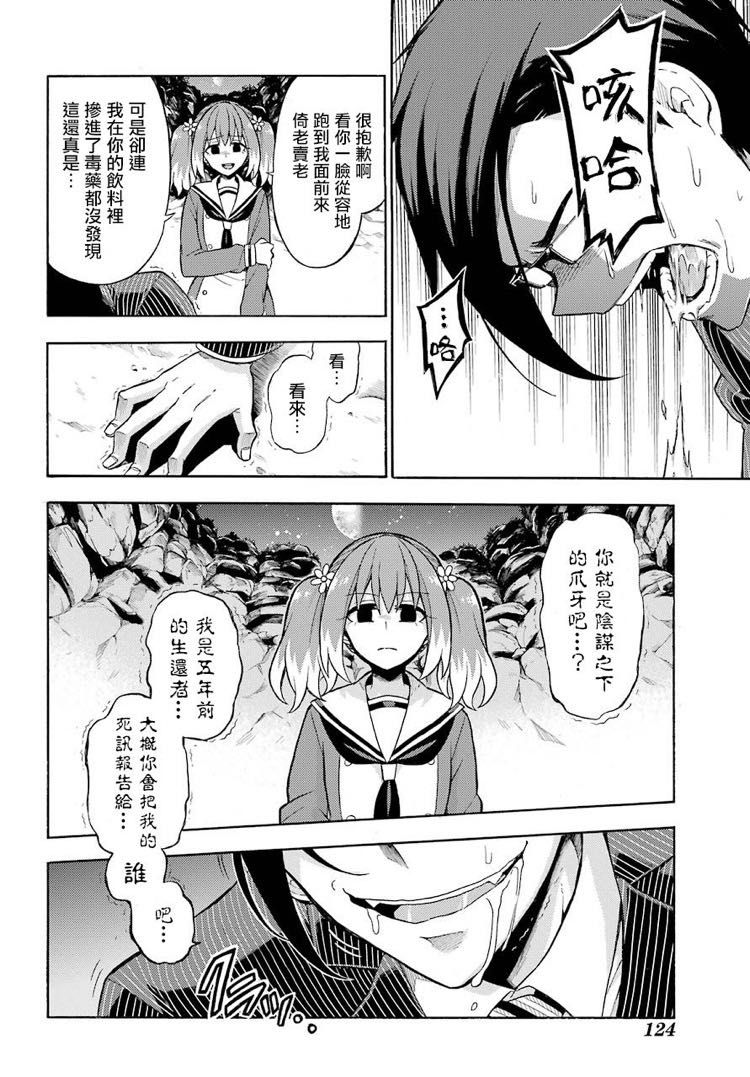 咳哈
…咯
很抱歉啊
看你一臉從容地
跑到我面前來
倚老賣老
可是卻連
我在你的飲料裡
摻進了毒藥都沒發現
這還真是…
看…
看來…
你就是陰謀之下
的爪牙吧…?
我是五年前
的生還者…
大概你會把我的
死訊報告給…
誰
吧…
124